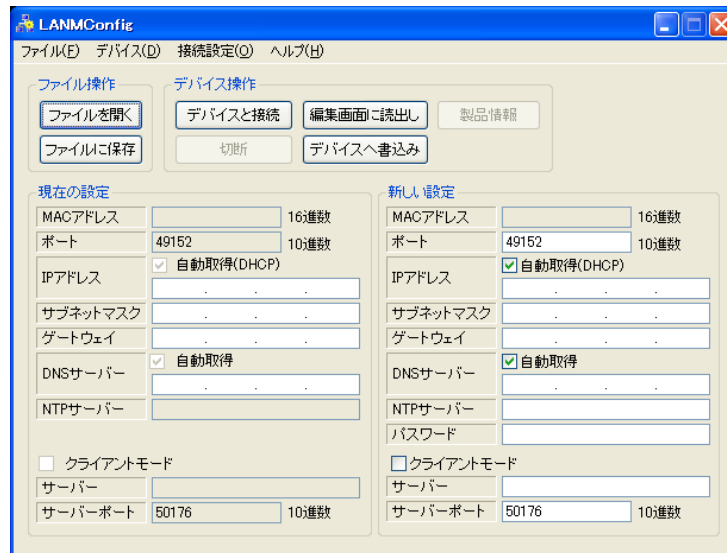 LANMConfig
ファイル(F) デバイス(D) 接続設定(O) ヘルプ(H)
ファイル操作
ファイルを開く
ファイルに保存
デバイス操作
デバイスと接続 編集画面に読出し 製品情報
切断 デバイスへ書込み
現在の設定
MACアドレス 16進数
ポート 49152 10進数
IPアドレス 自動取得(DHCP)
. . .
サブネットマスク . . .
ゲートウェイ . . .
DNSサーバー 自動取得
. . .
NTPサーバー
クライアントモード
サーバー
サーバーポート 50176 10進数
新しい設定
MACアドレス 16進数
ポート 49152 10進数
IPアドレス 自動取得(DHCP)
. . .
サブネットマスク . . .
ゲートウェイ . . .
DNSサーバー 自動取得
. . .
NTPサーバー
パスワード
クライアントモード
サーバー
サーバーポート 50176 10進数